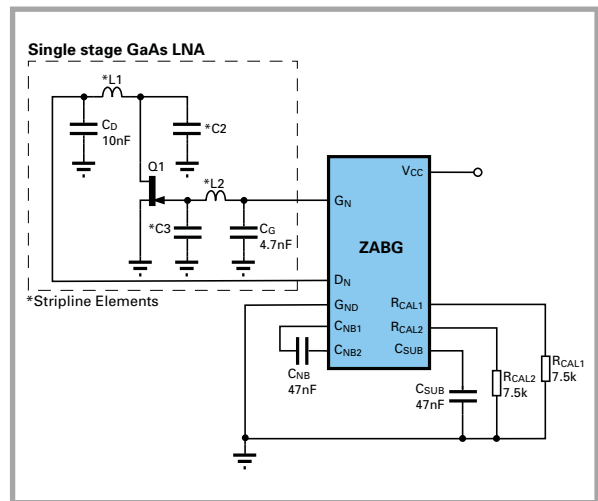 Single stage GaAs LNA
*L1
CD
10nF
*C2
Q1
*L2
*C3
CG
4.7nF
*Stripline Elements
VCC
GN
ZABG
DN
GND
RCAL1
CNB1
RCAL2
CNB2
CSUB
CNB
47nF
CSUB
47nF
RCAL2
7.5k
RCAL1
7.5k